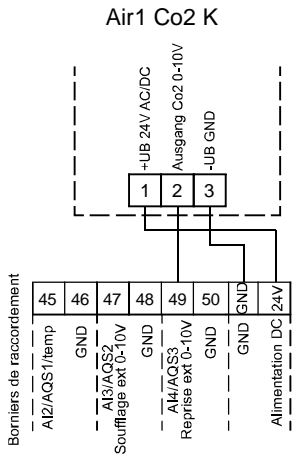 Air1 Co2 K
+UB 24V AC/DC
Ausgang Co2 0-10V
-UB GND
1 2 3
Borniers de raccordement
45 46 47 48 49 50 GND 24V
AI2/AQS1/temp
GND
AI3/AQS2
Soufflage ext 0-10V
GND
AI4/AQS3
Reprise ext 0-10V
GND
GND
Alimentation DC